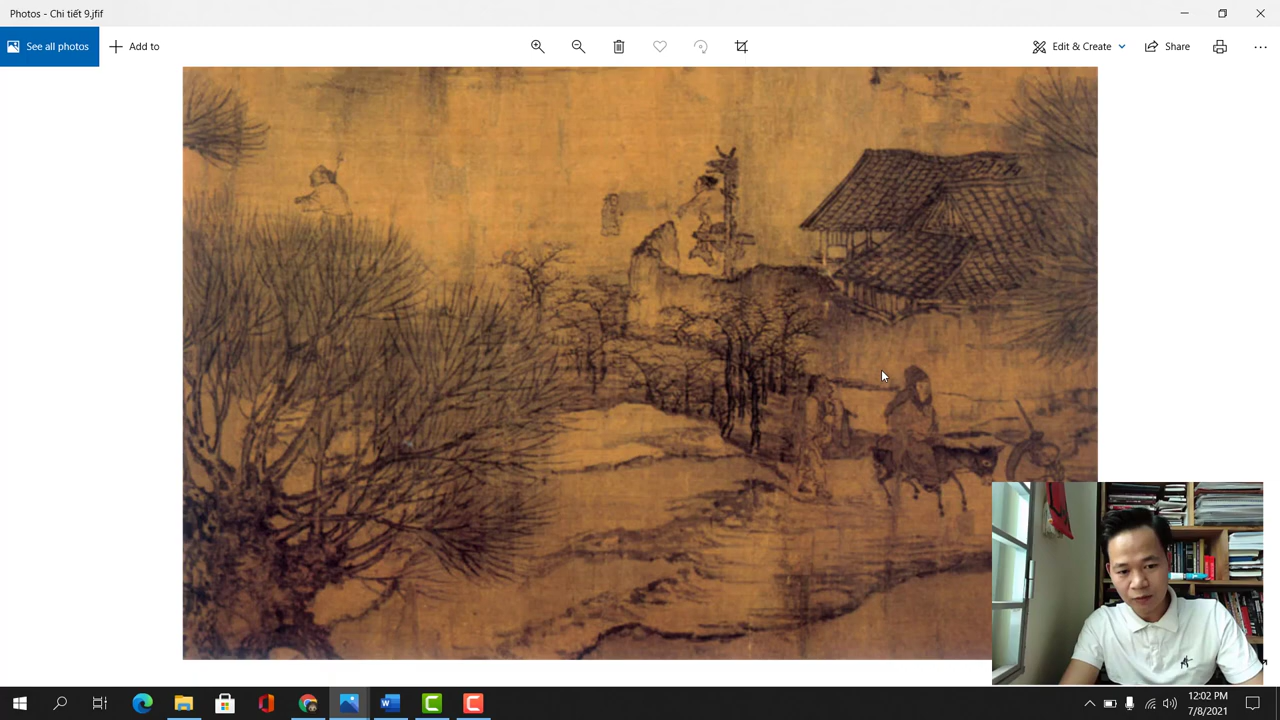 Photos - Chi tiết 9.jfif
See all photos
Add to
Edit & Create
Share
12:02 PM
7/8/2021